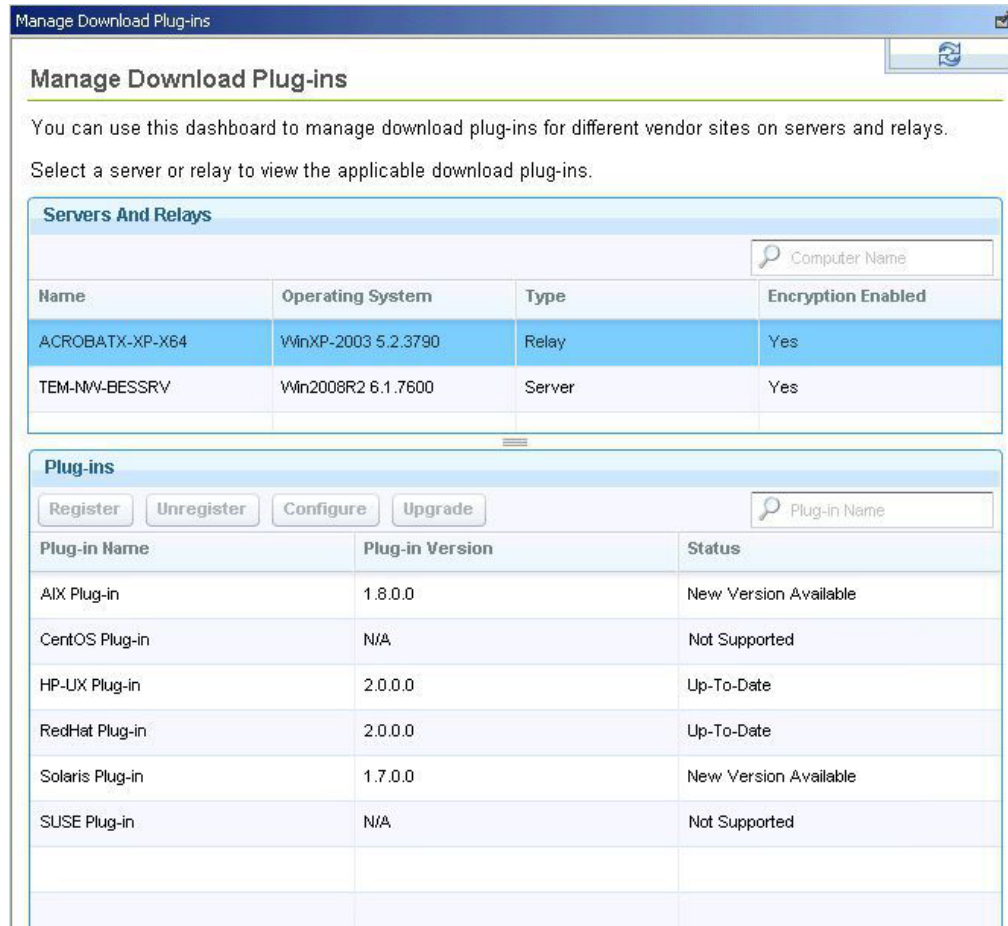 Manage Download Plug-ins
Manage Download Plug-ins
You can use this dashboard to manage download plug-ins for different vendor sites on servers and relays.
Select a server or relay to view the applicable download plug-ins.
Servers And Relays
Computer Name
Name Operating System Type Encryption Enabled
ACROBATX-XP-X64 WinXP-2003 5.2.3790 Relay Yes
TEM-NW-BESSRV Win2008R2 6.1.7600 Server Yes
Plug-ins
Register Unregister Configure Upgrade Plug-in Name
Plug-in Name Plug-in Version Status
AIX Plug-in 1.8.0.0 New Version Available
CentOS Plug-in N/A Not Supported
HP-UX Plug-in 2.0.0.0 Up-To-Date
RedHat Plug-in 2.0.0.0 Up-To-Date
Solaris Plug-in 1.7.0.0 New Version Available
SUSE Plug-in N/A Not Supported